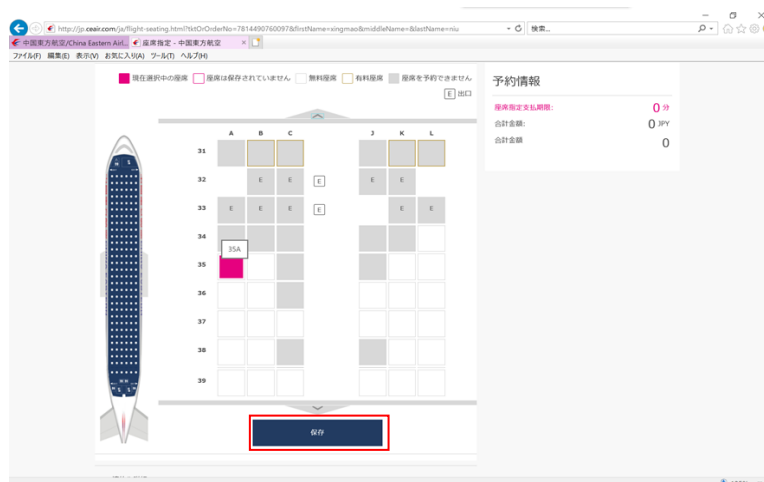 http://jp.ceair.com/ja/flight-seating.html?tktOrOrderNo=7814490760097&firstName=xingmao&middleName=&lastName=niu
検索...
中国東方航空/China Eastern Airl...
座席指定 - 中国東方航空
ファイル(F) 編集(E) 表示(V) お気に入り(A) ツール(T) ヘルプ(H)
現在選択中の座席 座席は保存されていません 無料座席 有料座席 座席を予約できません
E 出口
A B C J K L
31
32 E E E E E
33 E E E E E E
34
35A
35
36
37
38
39
保存
予約情報
座席指定支払期限: 0 分
合計金額: 0 JPY
合計金額 0